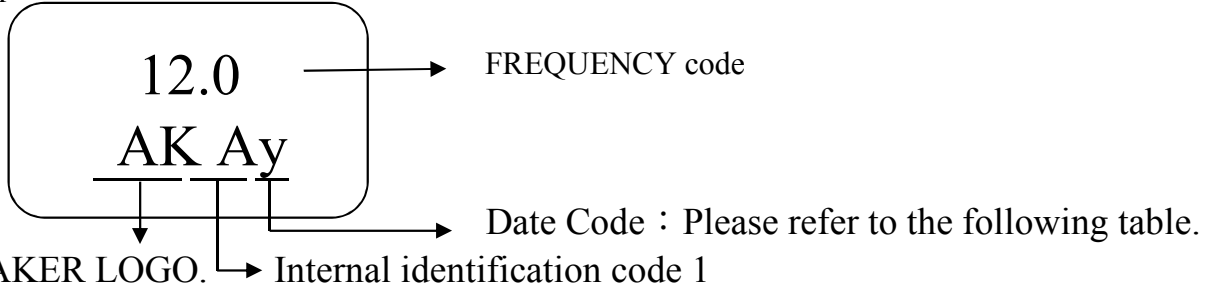 12.0
FREQUENCY code
AK Ay
Date Code：Please refer to the following table.
AKER LOGO. Internal identification code 1